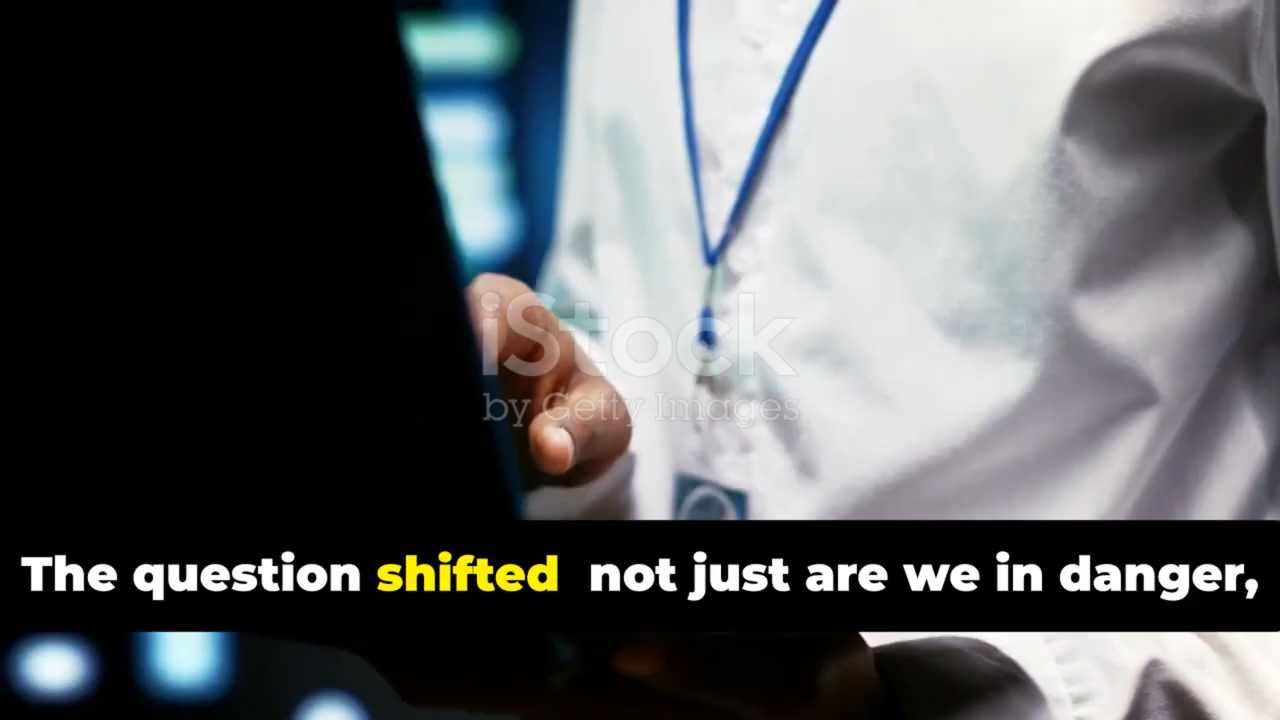 iStock
by Getty Images
The question shifted not just are we in danger,